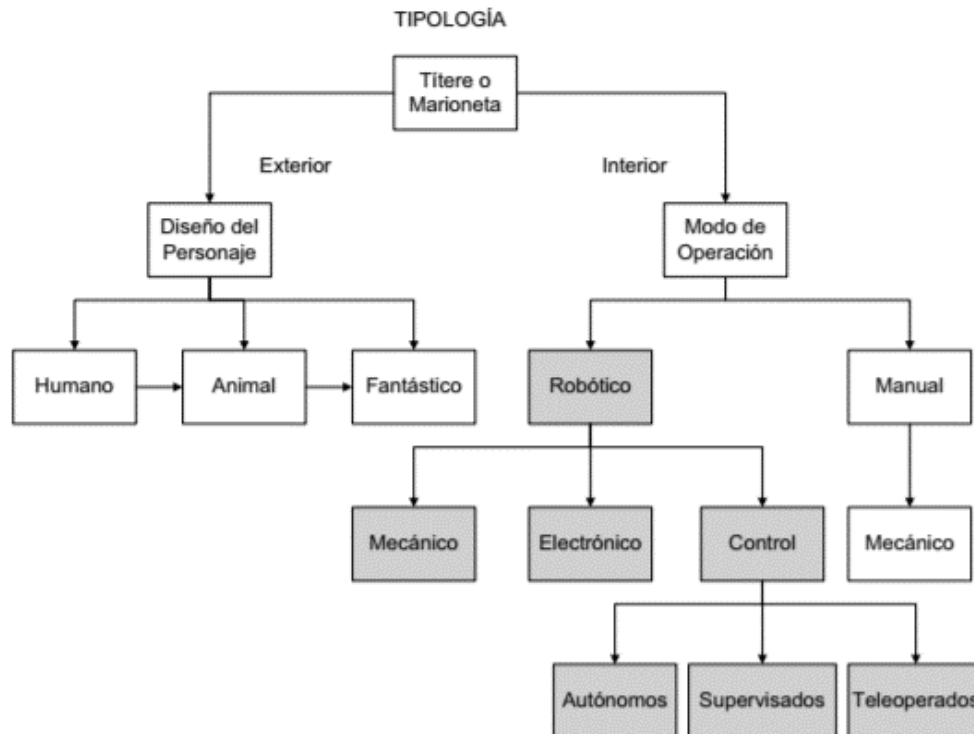 TIPOLOGÍA
Títere o
Marioneta
Exterior
Interior
Diseño del
Personaje
Modo de
Operación
Humano
Animal
Fantástico
Robótico
Manual
Mecánico
Electrónico
Control
Mecánico
Autónomos
Supervisados
Teleoperados